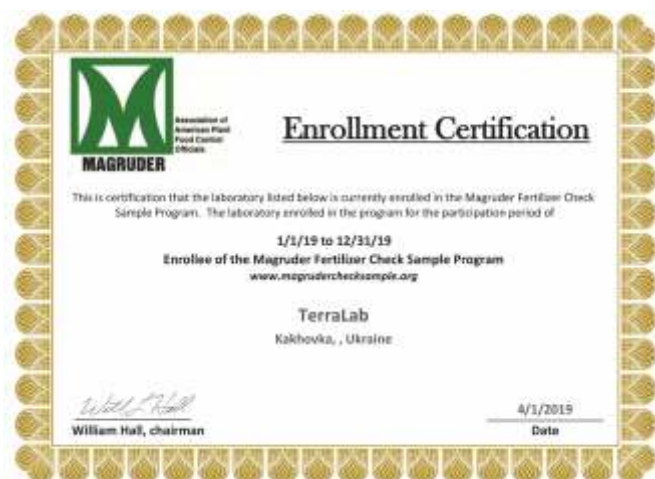 Association of
American Plant
Food Control
Officials
MAGRUDER
Enrollment Certification
This is certification that the laboratory listed below is currently enrolled in the Magruder Fertilizer Check
Sample Program. The laboratory enrolled in the program for the participation period of
1/1/19 to 12/31/19
Enrollee of the Magruder Fertilizer Check Sample Program
www.magruderchecksample.org
TerraLab
Kakhovka, , Ukraine
Will L Hall
William Hall, chairman
4/1/2019
Date